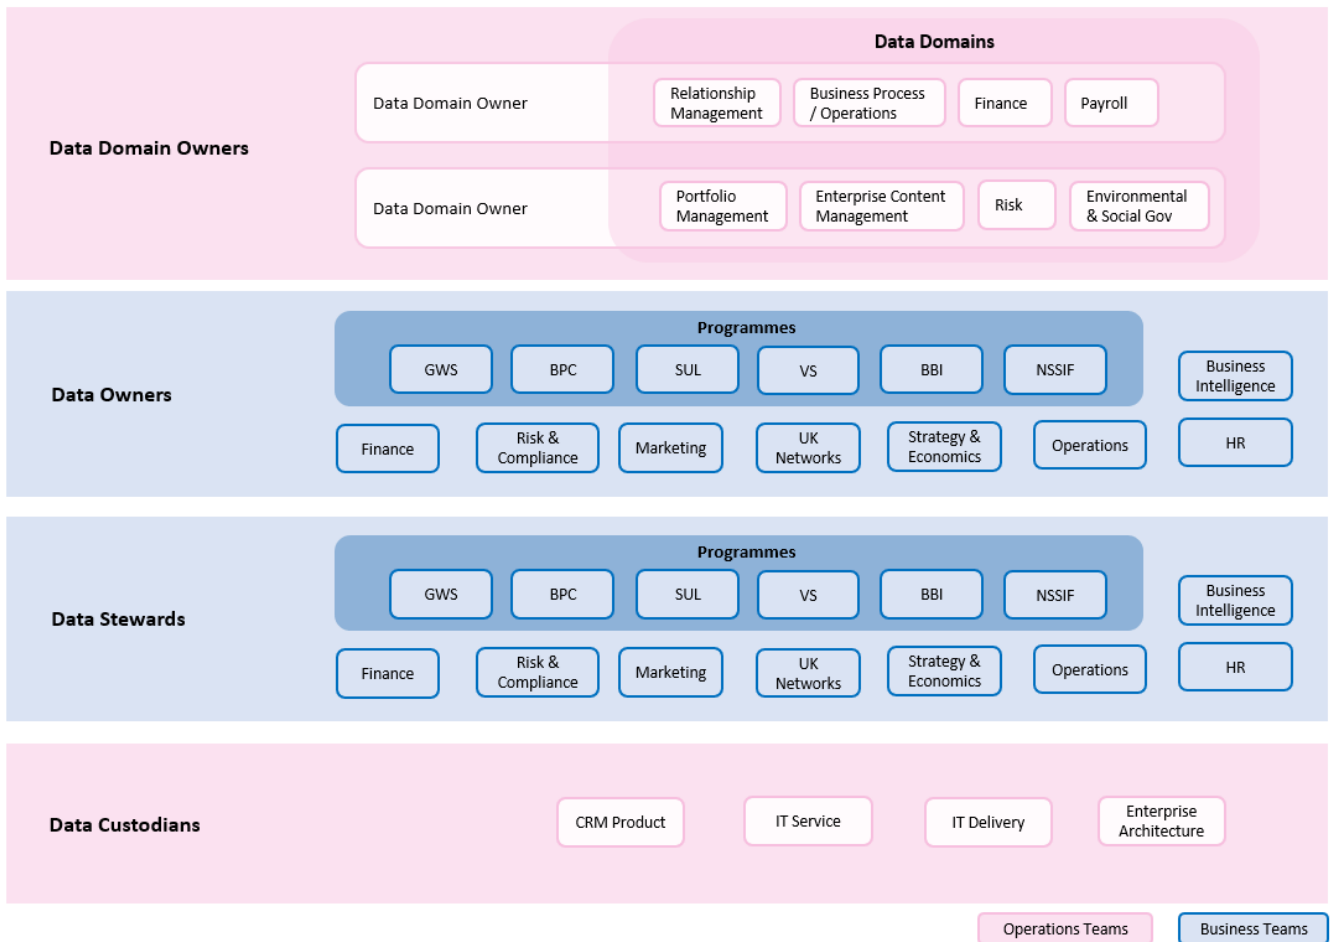 Data Domains
Data Domain Owners
Data Domain Owner
Relationship
Management
Business Process
/ Operations
Finance
Payroll
Data Domain Owner
Portfolio
Management
Enterprise Content
Management
Risk
Environmental
& Social Gov
Data Owners
Programmes
GWS
BPC
SUL
VS
BBI
NSSIF
Business
Intelligence
Finance
Risk &
Compliance
Marketing
UK
Networks
Strategy &
Economics
Operations
HR
Data Stewards
Programmes
GWS
BPC
SUL
VS
BBI
NSSIF
Business
Intelligence
Finance
Risk &
Compliance
Marketing
UK
Networks
Strategy &
Economics
Operations
HR
Data Custodians
CRM Product
IT Service
IT Delivery
Enterprise
Architecture
Operations Teams
Business Teams